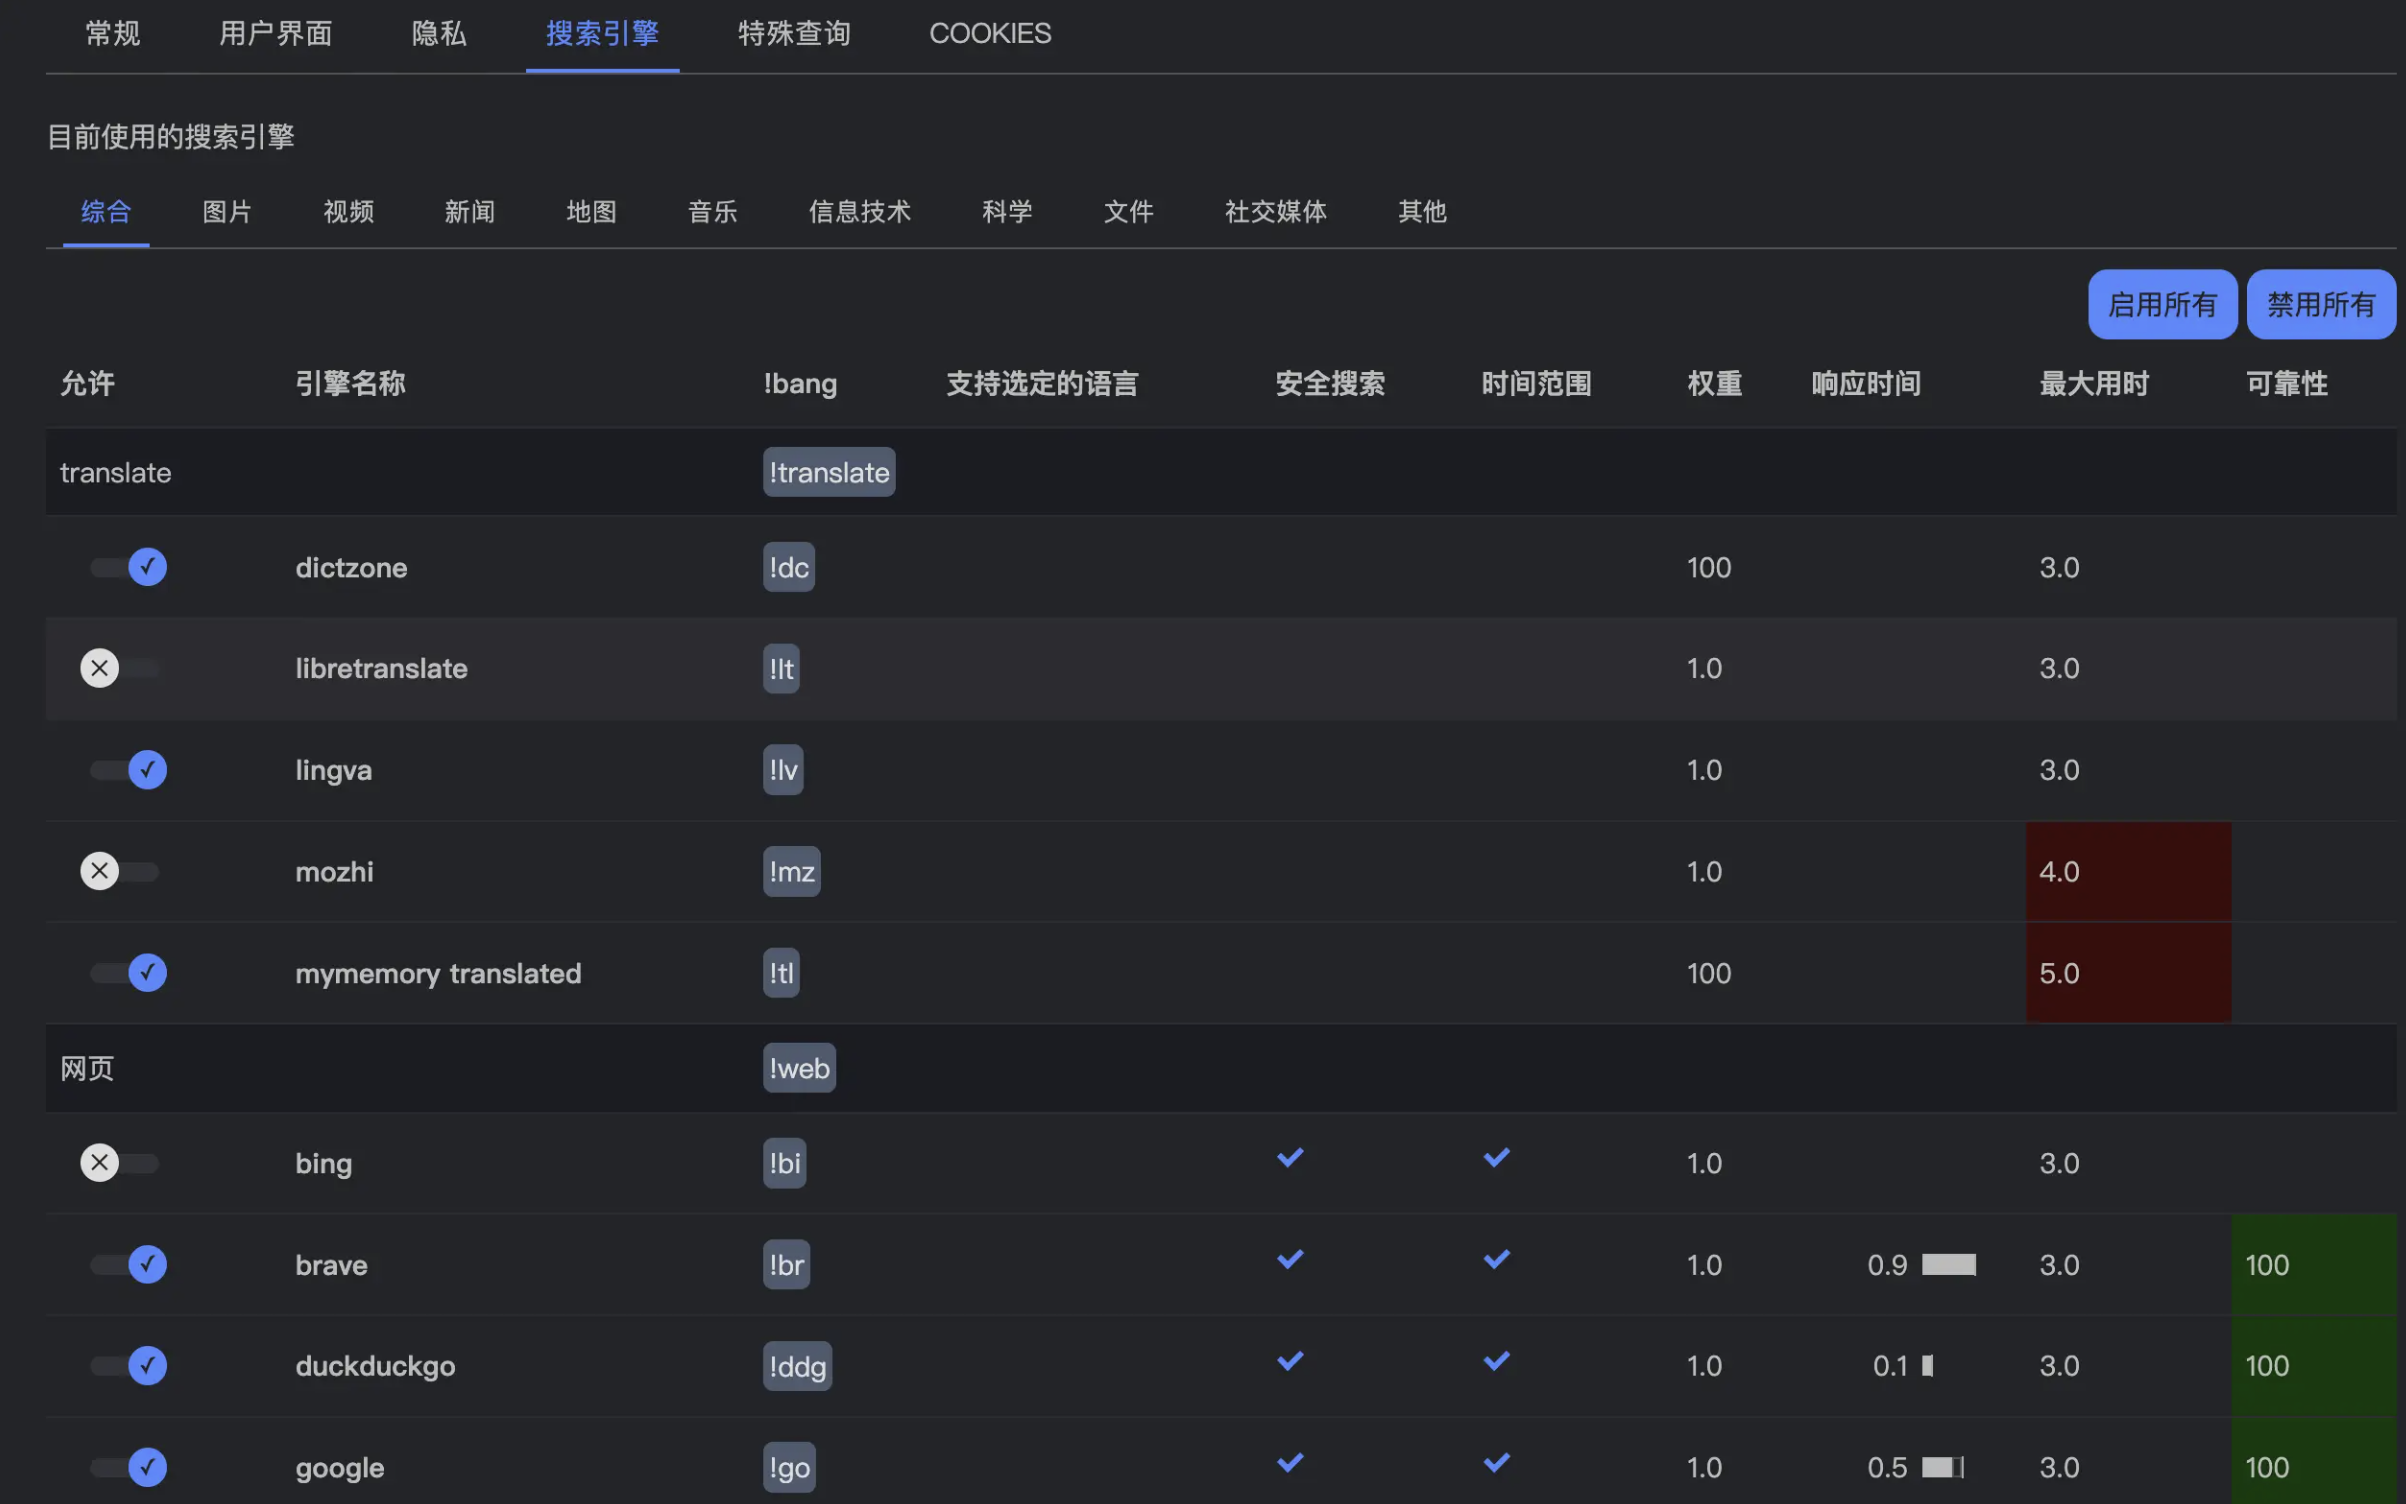 常规 用户界面 隐私 搜索引擎 特殊查询 COOKIES
目前使用的搜索引擎
综合 图片 视频 新闻 地图 音乐 信息技术 科学 文件 社交媒体 其他
启用所有 禁用所有
允许 引擎名称 !bang 支持选定的语言 安全搜索 时间范围 权重 响应时间 最大用时 可靠性
translate !translate
dictzone !dc 100 3.0
libretranslate !lt 1.0 3.0
lingva !lv 1.0 3.0
mozhi !mz 1.0 4.0
mymemory translated !tl 100 5.0
网页 !web
bing !bi 1.0 3.0
brave !br 1.0 0.9 3.0 100
duckduckgo !ddg 1.0 0.1 3.0 100
google !go 1.0 0.5 3.0 100